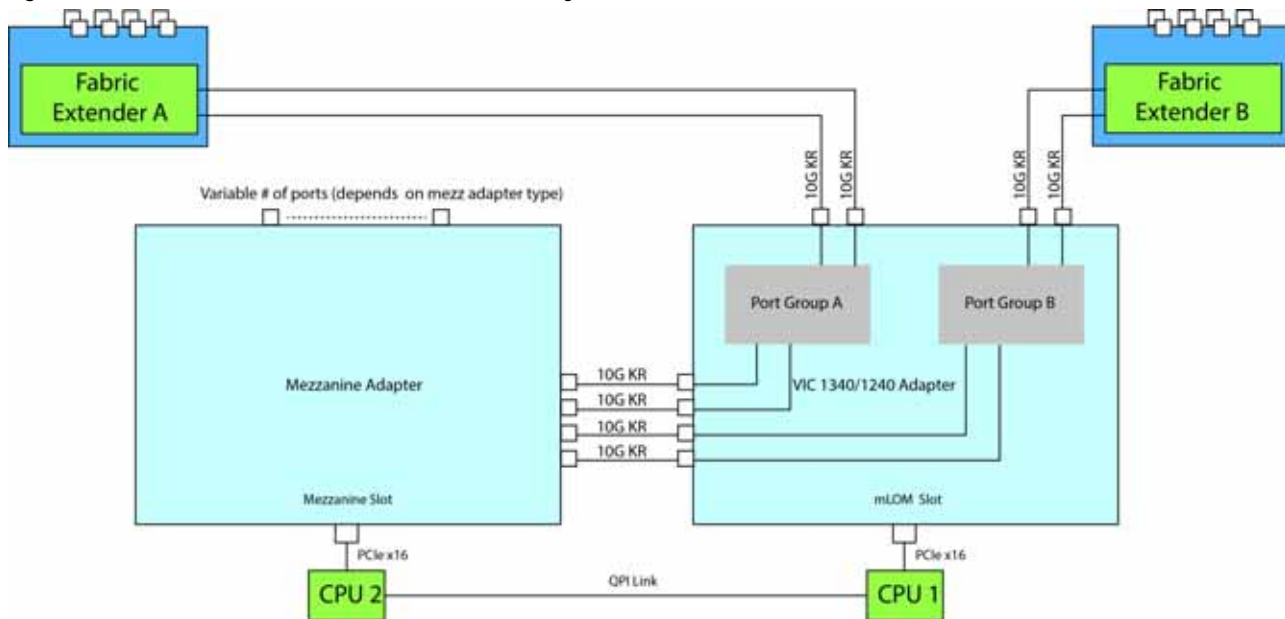 Fabric
Extender A
Fabric
Extender B
10G KR
10G KR
10G KR
10G KR
Variable # of ports (depends on mezz adapter type)
Port Group A
Port Group B
Mezzanine Adapter
VIC 1340/1240 Adapter
10G KR
10G KR
10G KR
10G KR
Mezzanine Slot
mLOM Slot
PCIe x16
PCIe x16
QPI Link
CPU 2
CPU 1